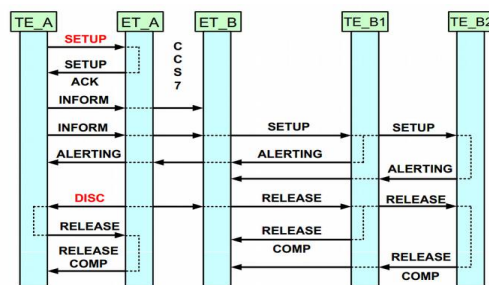 TE_A ET_A ET_B TE_B1 TE_B2
SETUP
C
C
S
7
SETUP
ACK
INFORM
INFORM SETUP SETUP
ALERTING ALERTING
ALERTING
DISC RELEASE RELEASE
RELEASE RELEASE
COMP
RELEASE
COMP
RELEASE
COMP